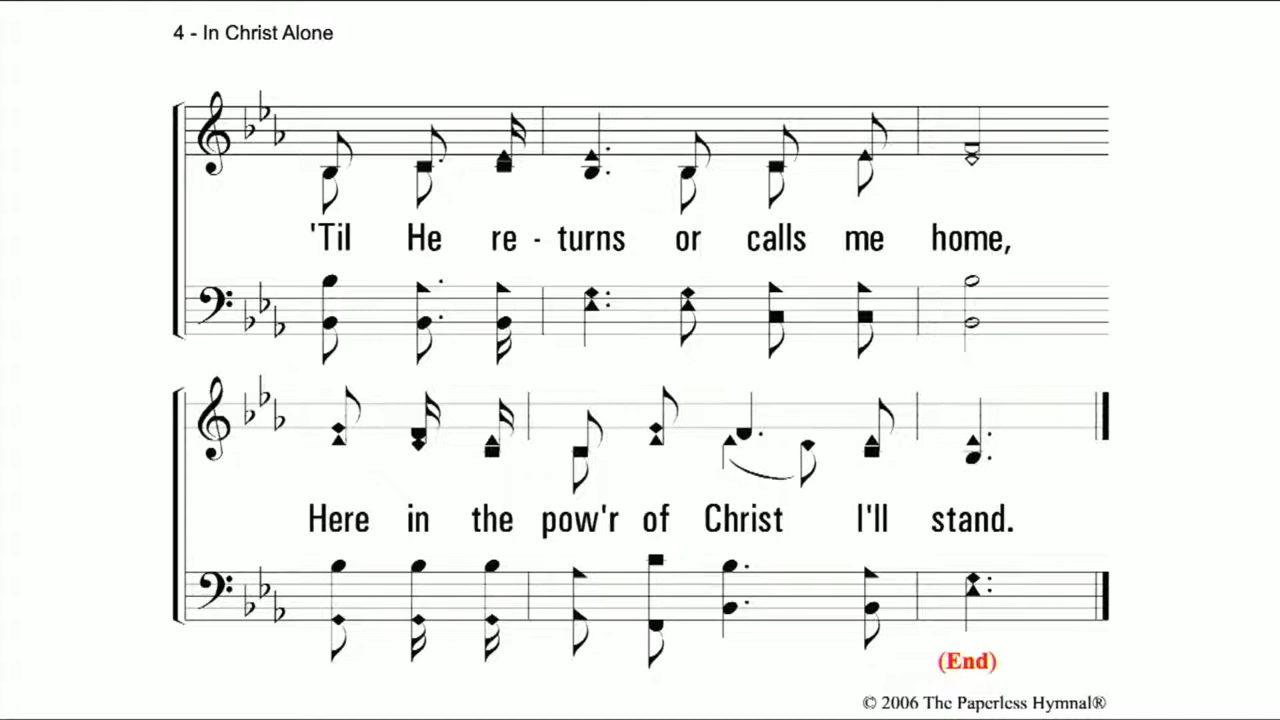 4 - In Christ Alone
'Til He re - turns or calls me home,
Here in the pow'r of Christ I'll stand.
(End)
© 2006 The Paperless Hymnal®